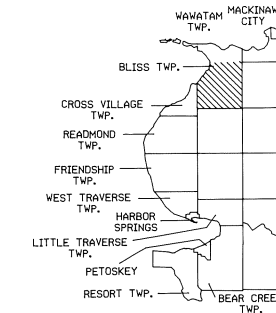 WAWATAM
TWP.
MACKINAW
CITY
BLISS TWP.
CROSS VILLAGE
TWP.
READMOND
TWP.
FRIENDSHIP
TWP.
WEST TRAVERSE
TWP.
HARBOR
SPRINGS
LITTLE TRAVERSE
TWP.
PETOSKEY
RESORT TWP.
BEAR CREE
TWP.